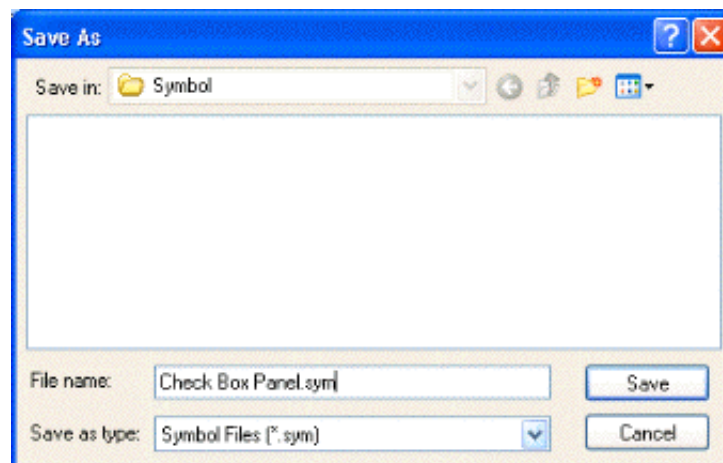 Save As
Save in: Symbol
File name: Check Box Panel.sym
Save
Save as type: Symbol Files (*.sym)
Cancel